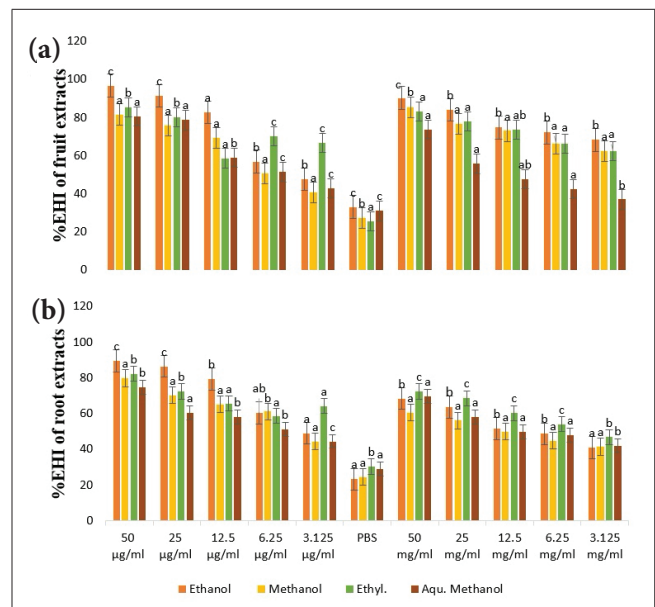 (a)
%EHI of fruit extracts
120
100
80
60
40
20
0
c a b a
c a b a
a a a b
b a c c
b a c c
c b a a
c b b a
b a a a
b a ab ab
b a a a
b a a b
(b)
%EHI of root extracts
120
100
80
60
40
20
0
c a b b
c a b a
b a a b
ab a a b
b a c c
a a b b
b a c a
b a c a
b a c a
b a c a
a a b a
50 µg/ml
25 µg/ml
12.5 µg/ml
6.25 µg/ml
3.125 µg/ml
PBS
50 mg/ml
25 mg/ml
12.5 mg/ml
6.25 mg/ml
3.125 mg/ml
Ethanol Methanol Ethyl. Aqu. Methanol